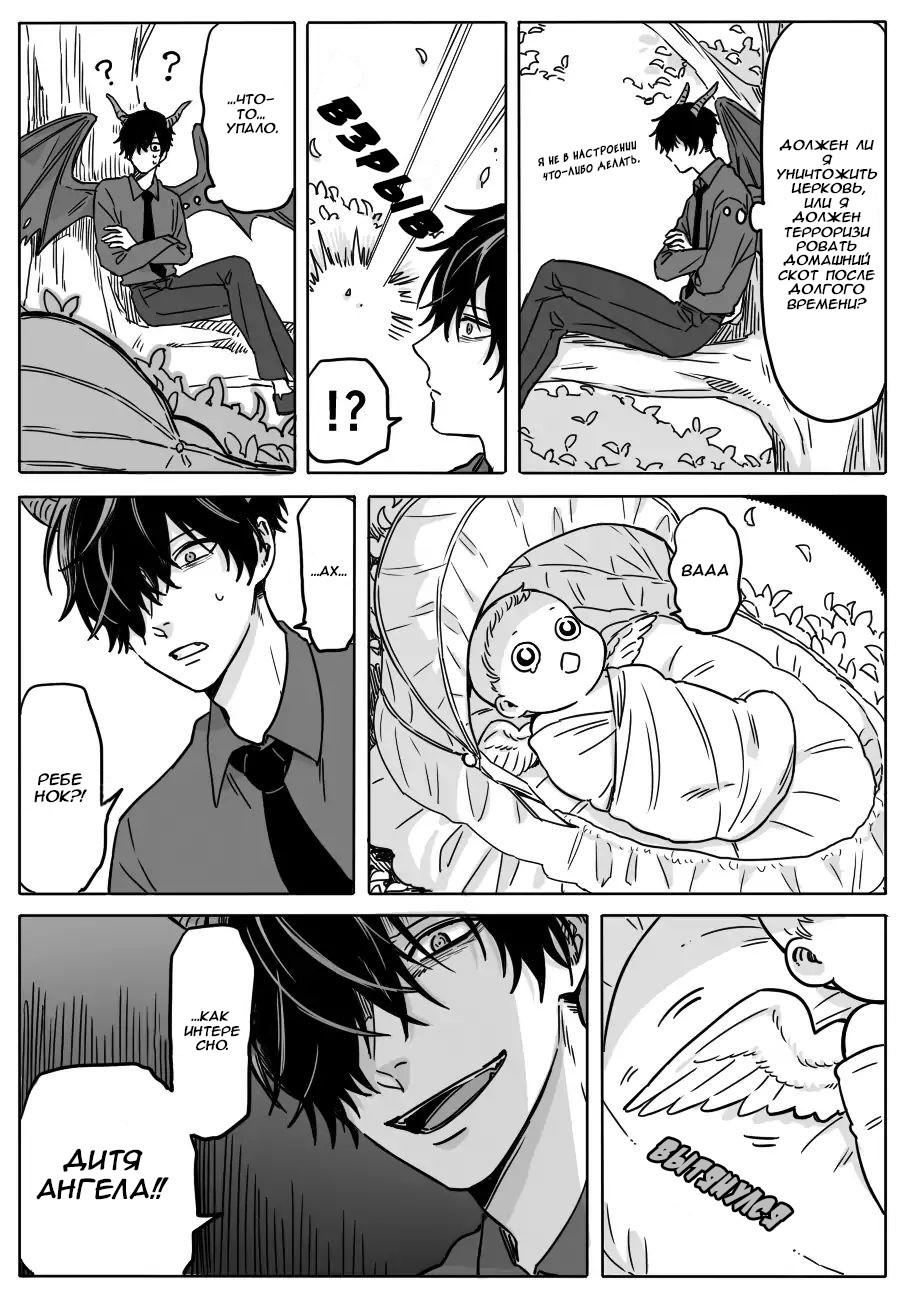 ДОЛЖЕН ЛИ
Я
УНИЧТОЖИТЬ
ЦЕРКОВЬ,
ИЛИ Я
ДОЛЖЕН
ТЕРРОРИЗИ
РОВАТЬ
ДОМАШНИЙ
СКОТ ПОСЛЕ
ДОЛГОГО
ВРЕМЕНИ?
Я НЕ В НАСТРОЕНИИ
ЧТО-ЛИБО ДЕЛАТЬ.
ВЗРЫВ
!?
...ЧТО-
ТО...
УПАЛО.
? ?
ВААА
...АХ...
РЕБЕ
НОК?!
ВЫТЯНУЛСЯ
...КАК
ИНТЕРЕ
СНО.
ДИТЯ
АНГЕЛА!!